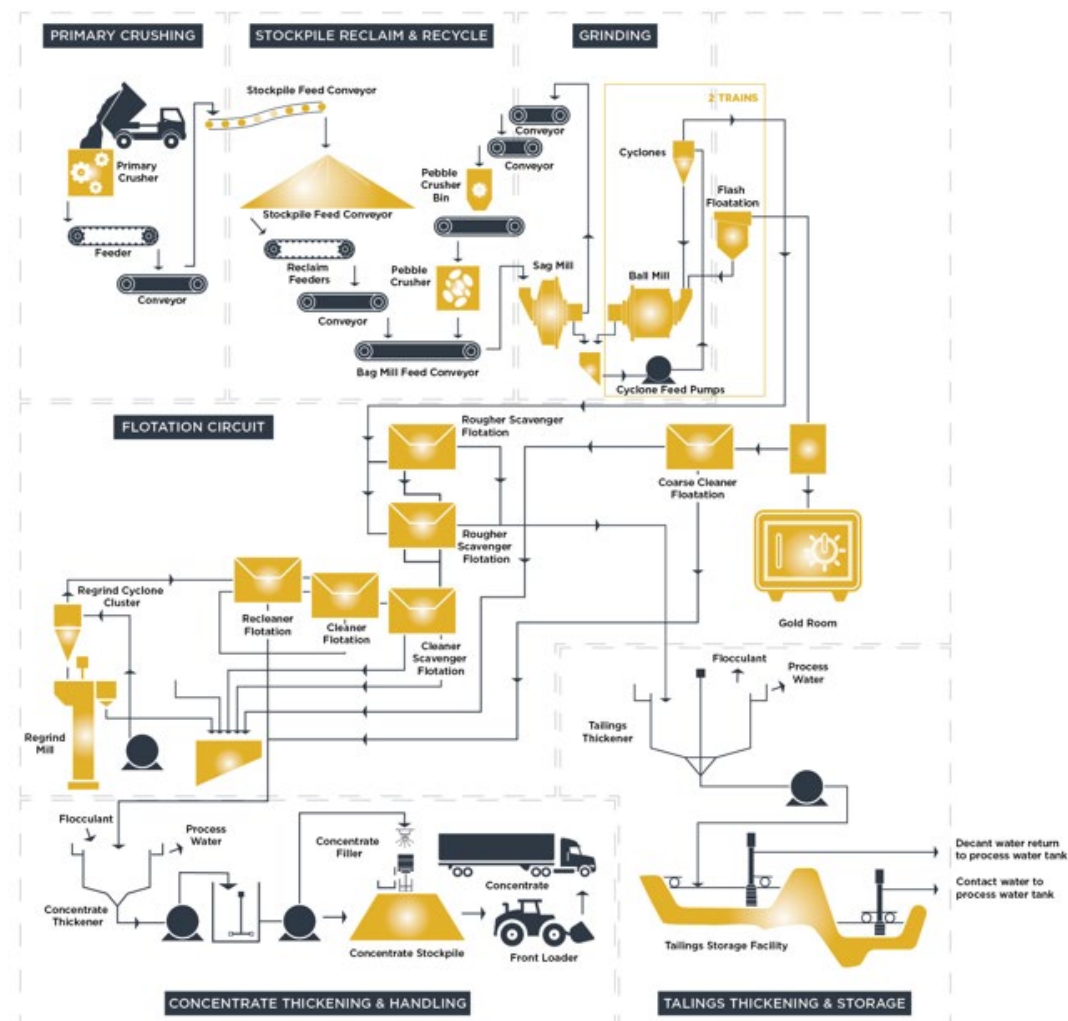 PRIMARY CRUSHING
STOCKPILE RECLAIM & RECYCLE
GRINDING
Stockpile Feed Conveyor
2 TRAINS
Conveyor
Conveyor
Cyclones
Primary
Crusher
Pebble
Crusher
Bin
Flash
Floatation
Stockpile Feed Conveyor
Feeder
Reclaim
Feeders
Pebble
Crusher
Sag Mill
Ball Mill
Conveyor
Conveyor
Bag Mill Feed Conveyor
Cyclone Feed Pumps
FLOTATION CIRCUIT
Rougher Scavenger
Flotation
Coarse Cleaner
Floatation
Rougher
Scavenger
Flotation
Regrind Cyclone
Cluster
Recleaner
Flotation
Cleaner
Flotation
Cleaner
Scavenger
Flotation
Gold Room
Regrind
Mill
Flocculant
Process
Water
Tailings
Thickener
Flocculant
Process
Water
Concentrate
Filler
Concentrate
Concentrate
Thickener
Concentrate Stockpile
Front Loader
Decant water return
to process water tank
Contact water to
process water tank
Tailings Storage Facility
CONCENTRATE THICKENING & HANDLING
TALINGS THICKENING & STORAGE